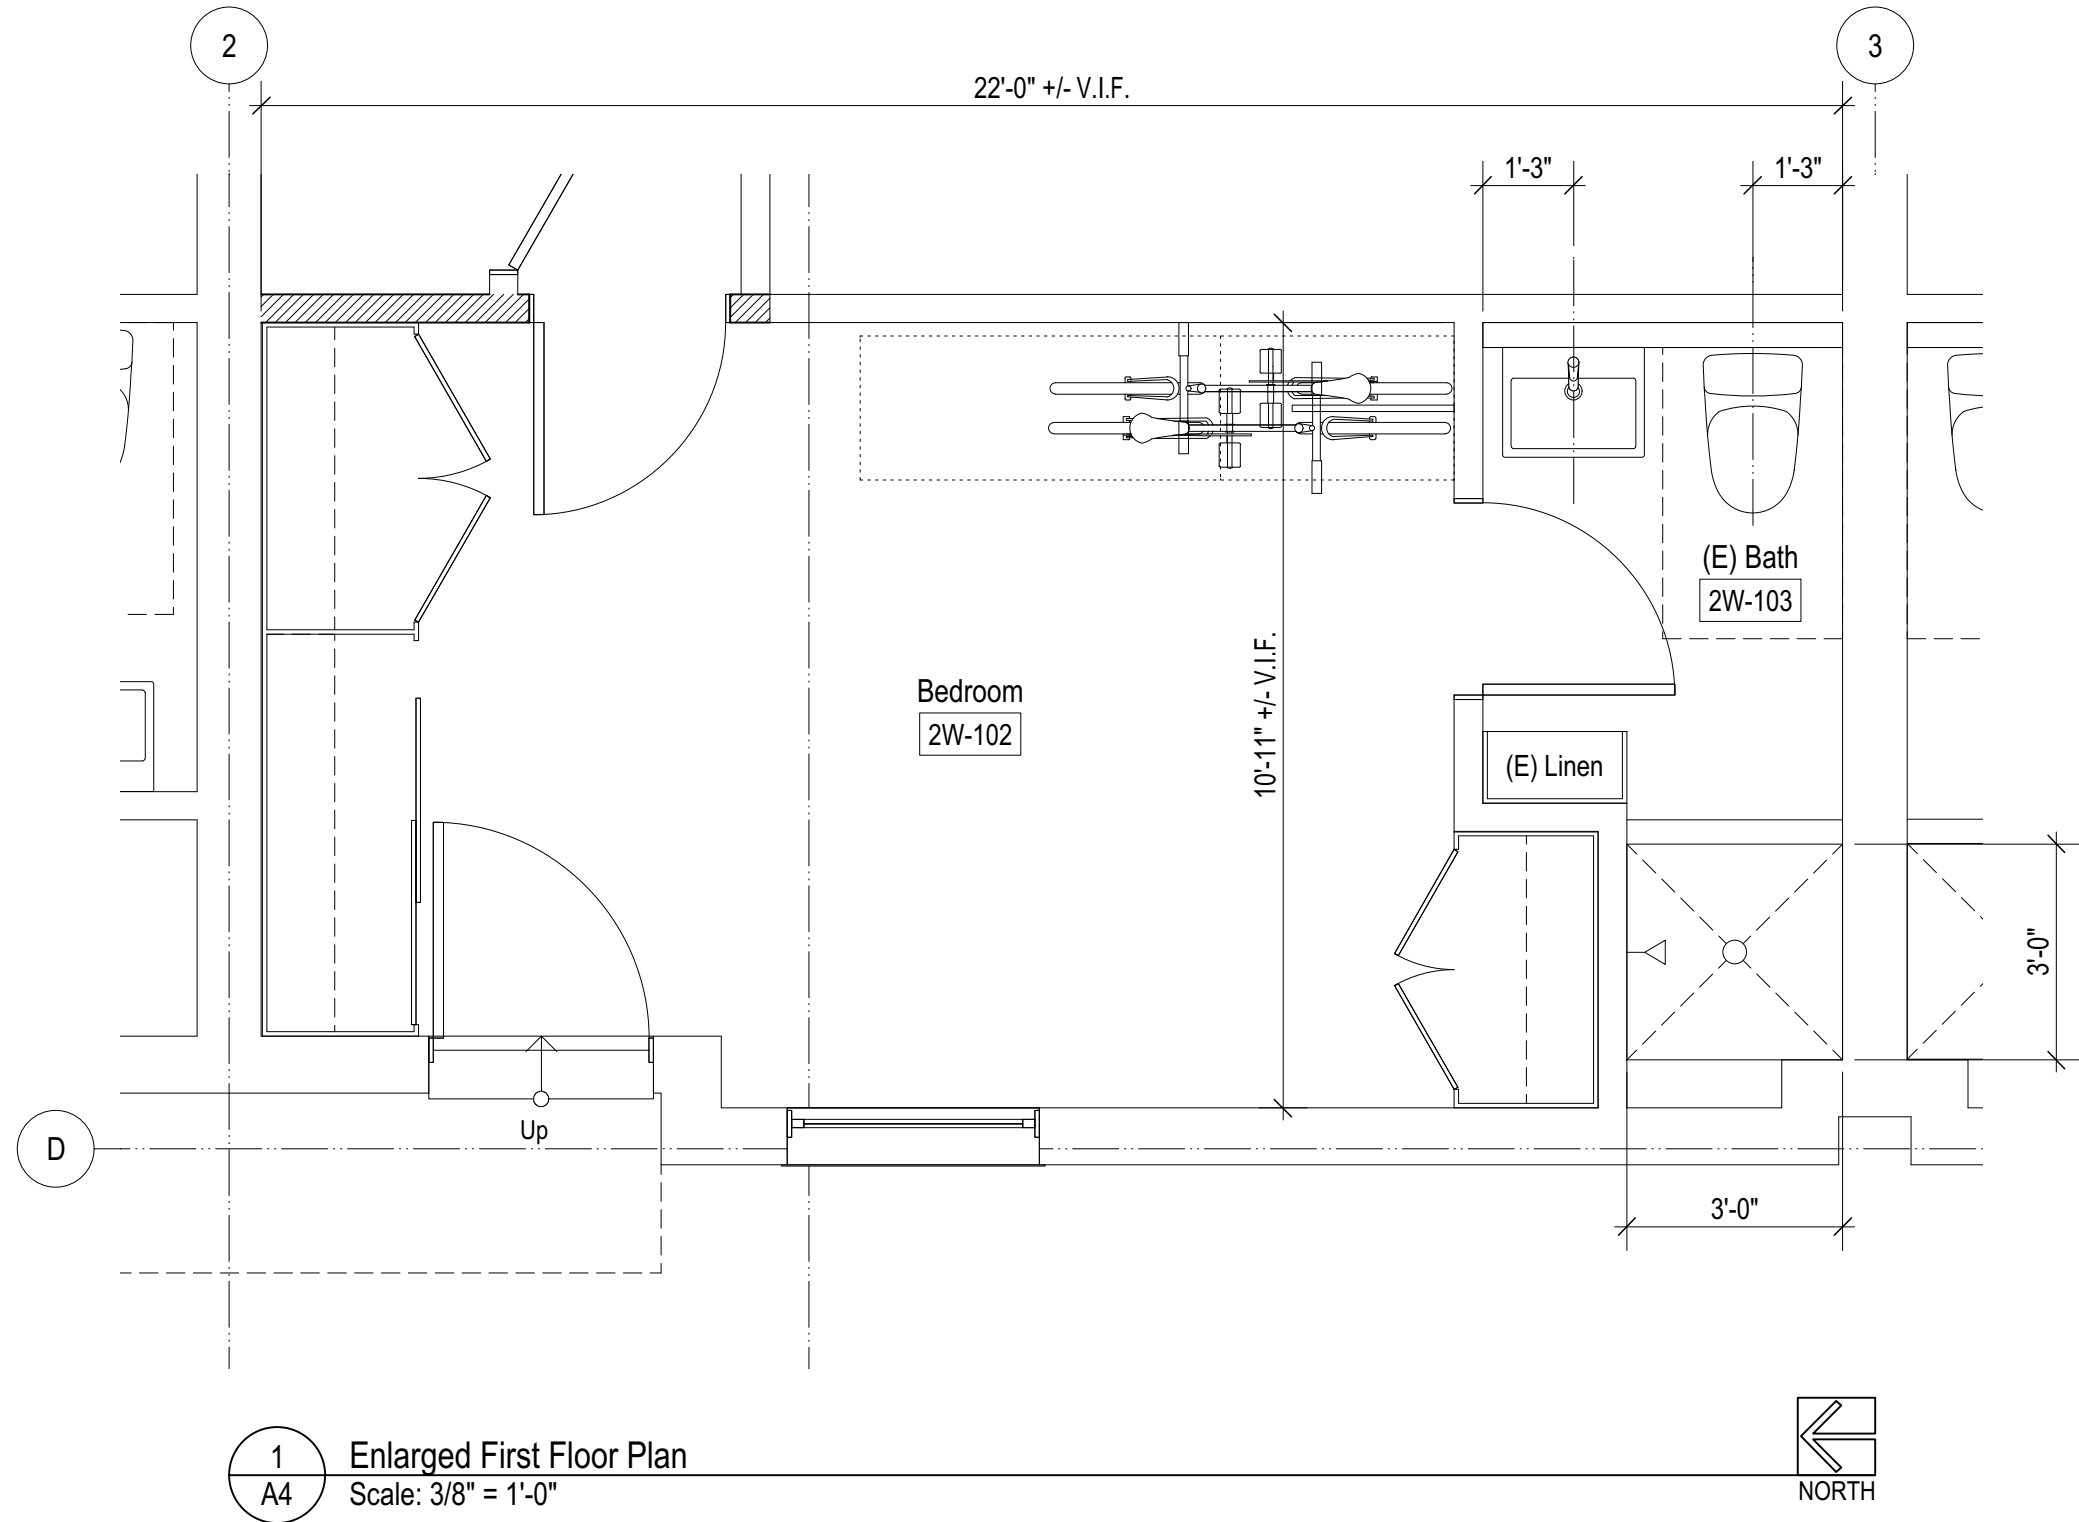 2
3
22'-0" +/- V.I.F.
1'-3"
1'-3"
(E) Bath
2W-103
10'-11" +/- V.I.F.
Bedroom
2W-102
(E) Linen
3'-0"
Up
D
3'-0"
1
A4
Enlarged First Floor Plan
Scale: 3/8" = 1'-0"
NORTH